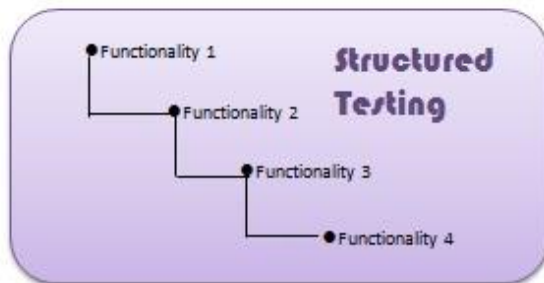 Functionality 1
Structured
Testing
Functionality 2
Functionality 3
Functionality 4